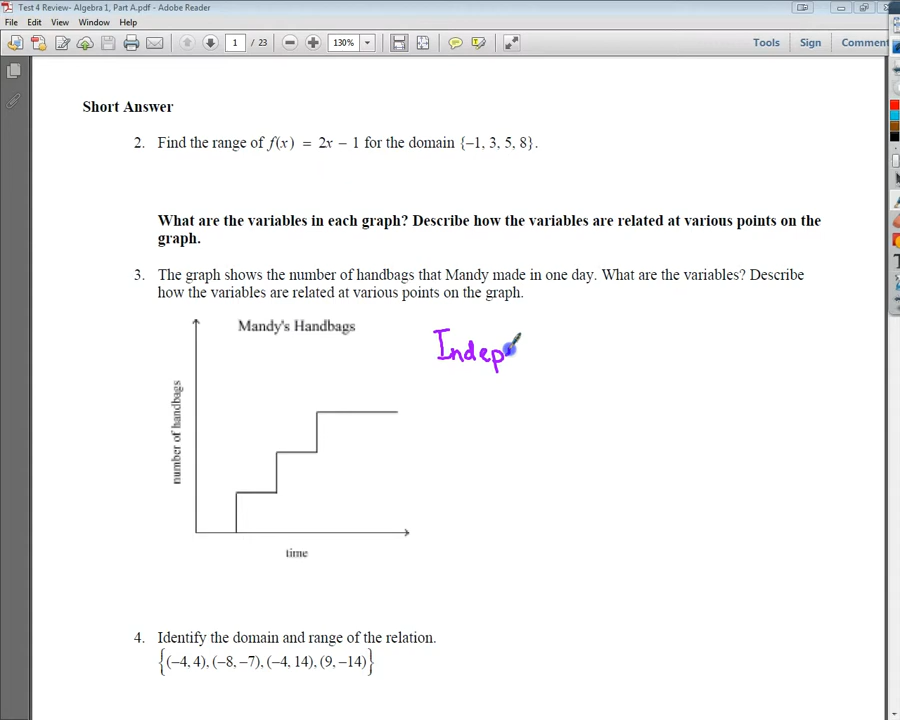 Test 4 Review- Algebra 1, Part A.pdf - Adobe Reader
File Edit View Window Help
1 / 23 130% Tools Sign Comment
Short Answer
2. Find the range of f(x) = 2x − 1 for the domain {−1, 3, 5, 8}.
What are the variables in each graph? Describe how the variables are related at various points on the
graph.
3. The graph shows the number of handbags that Mandy made in one day. What are the variables? Describe
how the variables are related at various points on the graph.
Mandy's Handbags
Indep
number of handbags
time
4. Identify the domain and range of the relation.
{(−4, 4), (−8, −7), (−4, 14), (9, −14)}